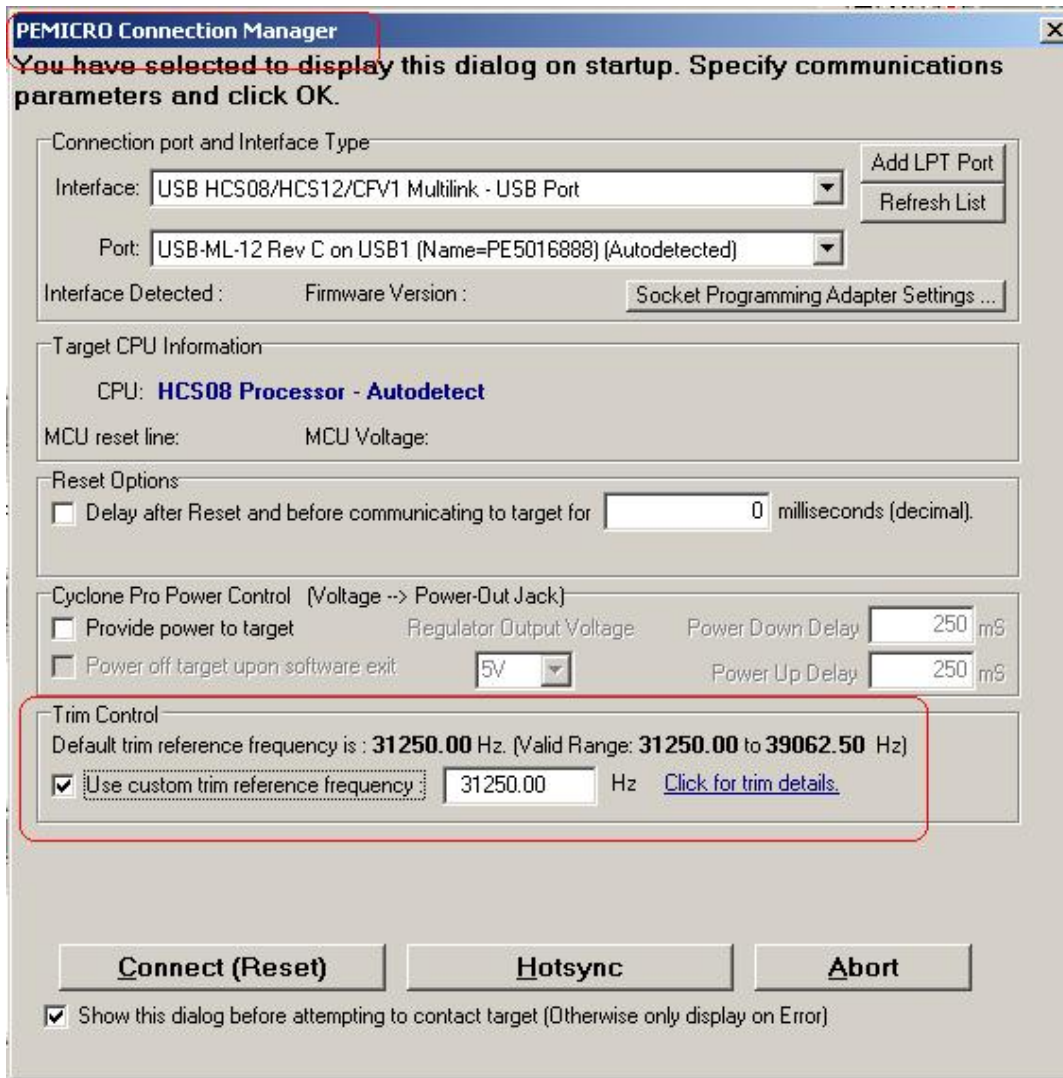 PEMICRO Connection Manager
You have selected to display this dialog on startup. Specify communications
parameters and click OK.
Connection port and Interface Type
Interface: USB HCS08/HCS12/CFV1 Multilink - USB Port
Add LPT Port
Refresh List
Port: USB-ML-12 Rev C on USB1 (Name=PE5016888) (Autodetected)
Interface Detected : Firmware Version : Socket Programming Adapter Settings ...
Target CPU Information
CPU: HCS08 Processor - Autodetect
MCU reset line: MCU Voltage:
Reset Options
Delay after Reset and before communicating to target for 0 milliseconds (decimal).
Cyclone Pro Power Control (Voltage --> Power-Out Jack)
Provide power to target Regulator Output Voltage Power Down Delay 250 mS
Power off target upon software exit 5V Power Up Delay 250 mS
Trim Control
Default trim reference frequency is : 31250.00 Hz. (Valid Range: 31250.00 to 39062.50 Hz)
Use custom trim reference frequency : 31250.00 Hz Click for trim details.
Connect (Reset) Hotsync Abort
Show this dialog before attempting to contact target (Otherwise only display on Error)